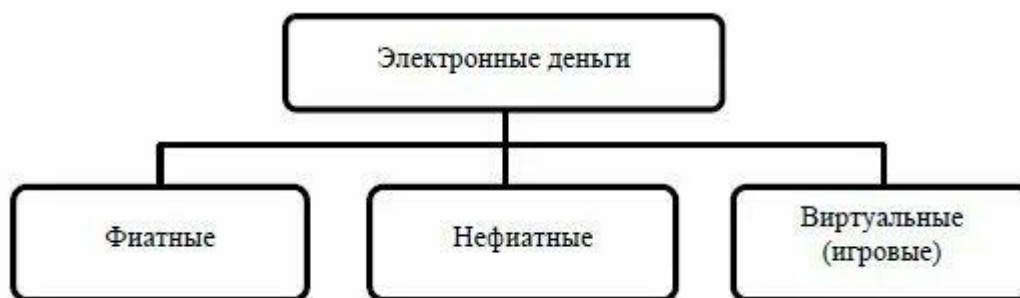 Электронные деньги
Фиатные
Нефиатные
Виртуальные
(игровые)